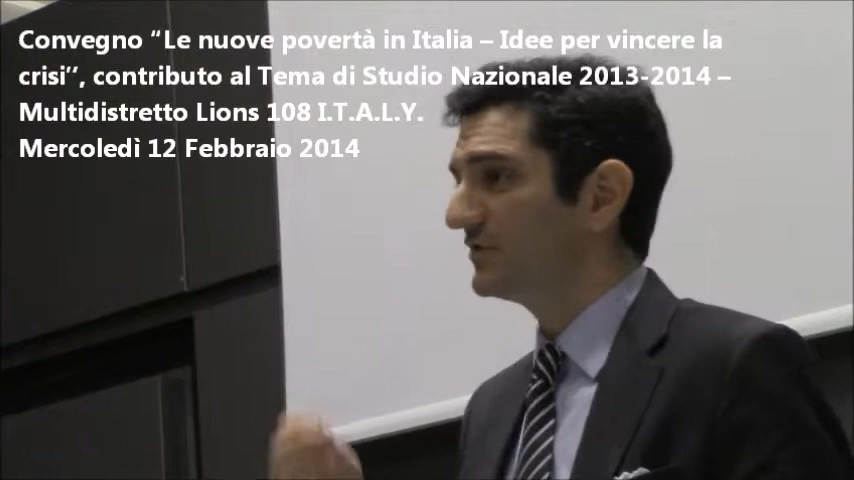 Convegno “Le nuove povertà in Italia – Idee per vincere la
crisi’’, contributo al Tema di Studio Nazionale 2013-2014 –
Multidistretto Lions 108 I.T.A.L.Y.
Mercoledì 12 Febbraio 2014